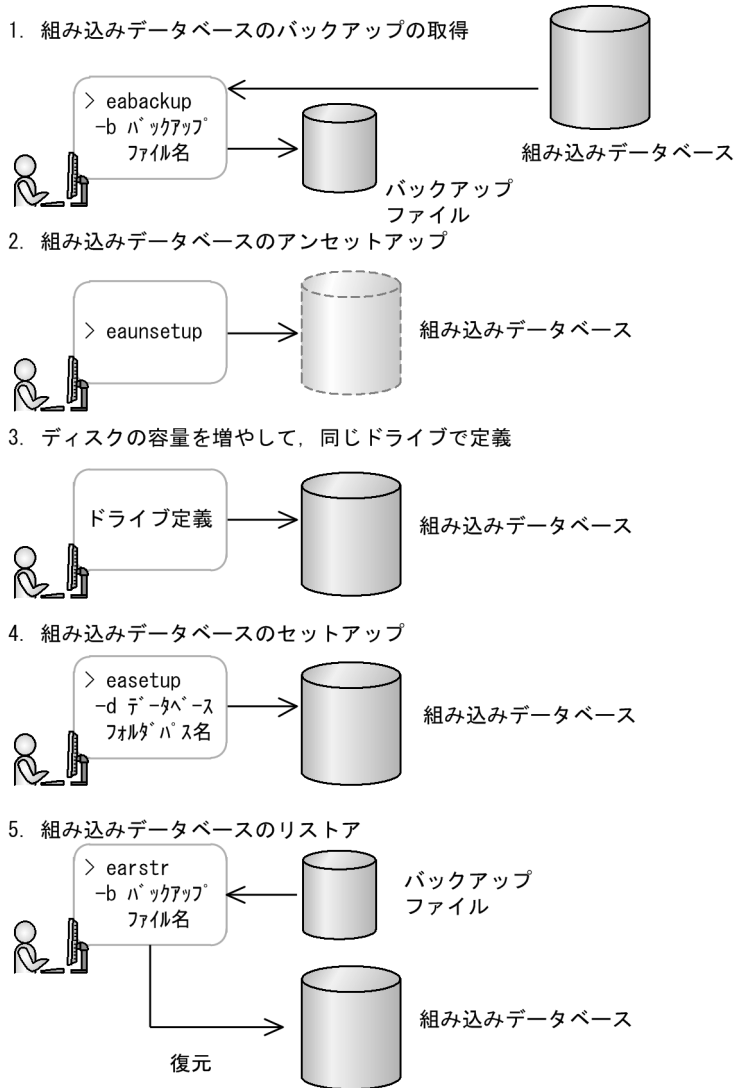 1. 組み込みデータベースのバックアップの取得
> eabackup
-b ﾊﾞｯｸｱｯﾌﾟ
ﾌｧｲﾙ名
組み込みデータベース
バックアップ
ファイル
2. 組み込みデータベースのアンセットアップ
> eaunsetup
組み込みデータベース
3. ディスクの容量を増やして，同じドライブで定義
ドライブ定義
組み込みデータベース
4. 組み込みデータベースのセットアップ
> easetup
-d ﾃﾞｰﾀﾍﾞｰｽ
ﾌｫﾙﾀﾞﾊﾟｽ名
組み込みデータベース
5. 組み込みデータベースのリストア
> earstr
-b ﾊﾞｯｸｱｯﾌﾟ
ﾌｧｲﾙ名
バックアップ
ファイル
組み込みデータベース
復元